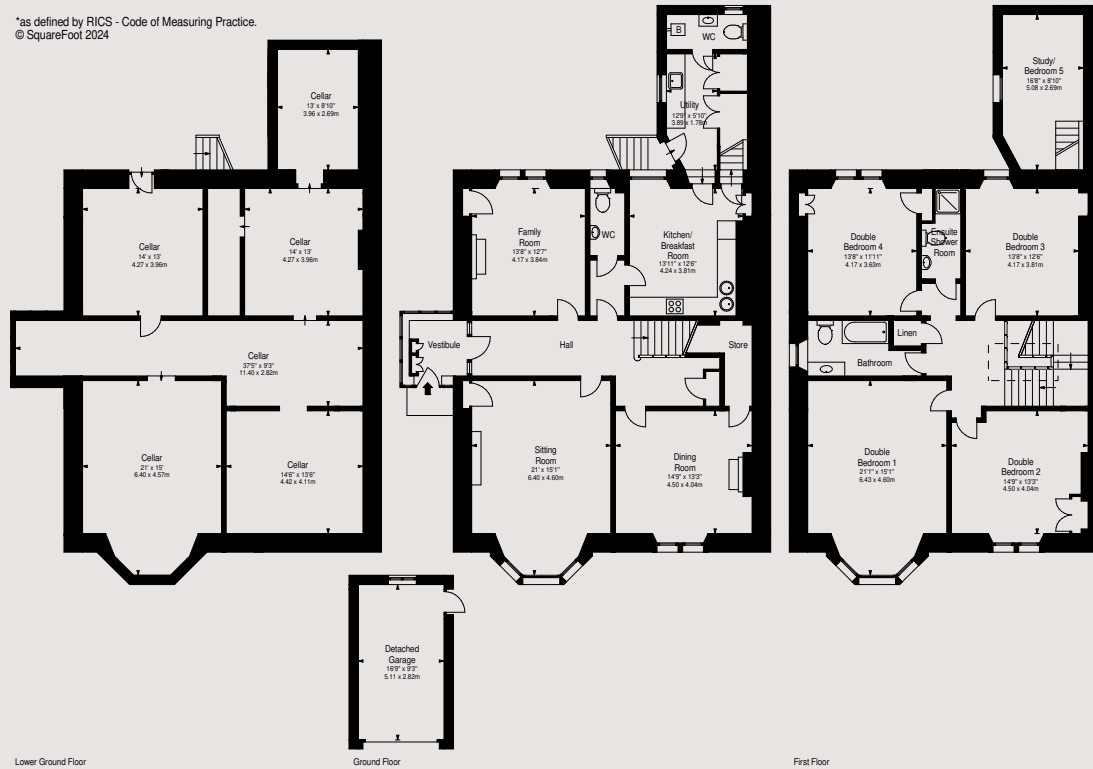 *as defined by RICS - Code of Measuring Practice.
© SquareFoot 2024
Cellar
13' x 8'10"
3.96 x 2.69m
Cellar
14' x 13'
4.27 x 3.96m
Cellar
14' x 13'
4.27 x 3.96m
Cellar
37'5" x 9'3"
11.40 x 2.82m
Cellar
21' x 15'
6.40 x 4.57m
Cellar
14'6" x 13'6"
4.42 x 4.11m
Lower Ground Floor
B
WC
Utility
12'9" x 5'10"
3.89 x 1.78m
Family
Room
13'8" x 12'7"
4.17 x 3.84m
WC
Kitchen/
Breakfast
Room
13'11" x 12'6"
4.24 x 3.81m
Vestibule
Hall
Store
Sitting
Room
21' x 15'1"
6.40 x 4.60m
Dining
Room
14'9" x 13'3"
4.50 x 4.04m
Detached
Garage
16'9" x 9'3"
5.11 x 2.82m
Ground Floor
Study/
Bedroom 5
16'8" x 8'10"
5.08 x 2.69m
Double
Bedroom 4
13'8" x 11'11"
4.17 x 3.63m
Ensuite
Shower
Room
Double
Bedroom 3
13'8" x 12'6"
4.17 x 3.81m
Linen
Bathroom
Double
Bedroom 1
21'1" x 15'1"
6.43 x 4.60m
Double
Bedroom 2
14'9" x 13'3"
4.50 x 4.04m
First Floor